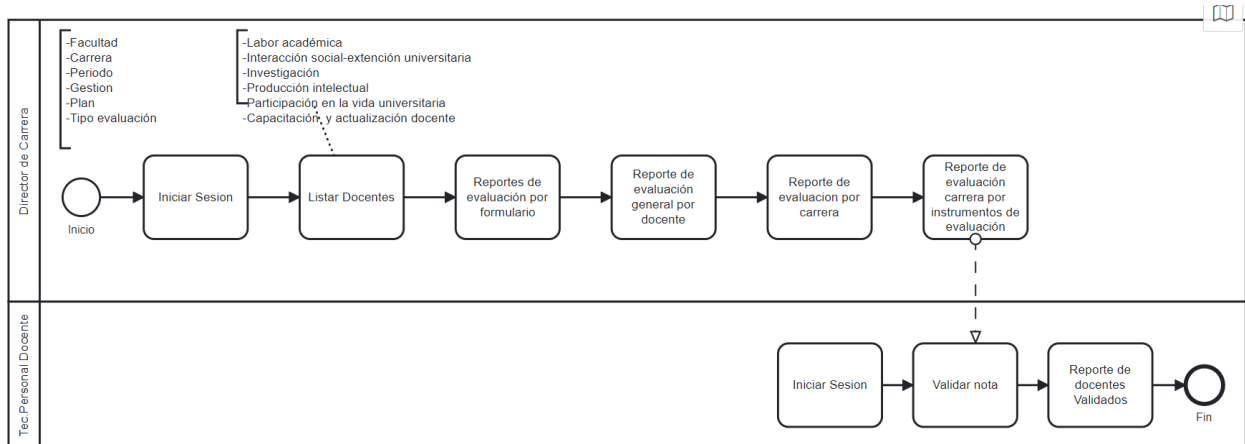 Director de Carrera
-Facultad
-Carrera
-Periodo
-Gestion
-Plan
-Tipo evaluación
-Labor académica
-Interacción social-extención universitaria
-Investigación
-Producción intelectual
-Participación en la vida universitaria
-Capacitación y actualización docente
Inicio
Iniciar Sesion
Listar Docentes
Reportes de
evaluación por
formulario
Reporte de
evaluación
general por
docente
Reporte de
evaluacion por
carrera
Reporte de
evaluación
carrera por
instrumentos de
evaluación
Tec.Personal Docente
Iniciar Sesion
Validar nota
Reporte de
docentes
Validados
Fin